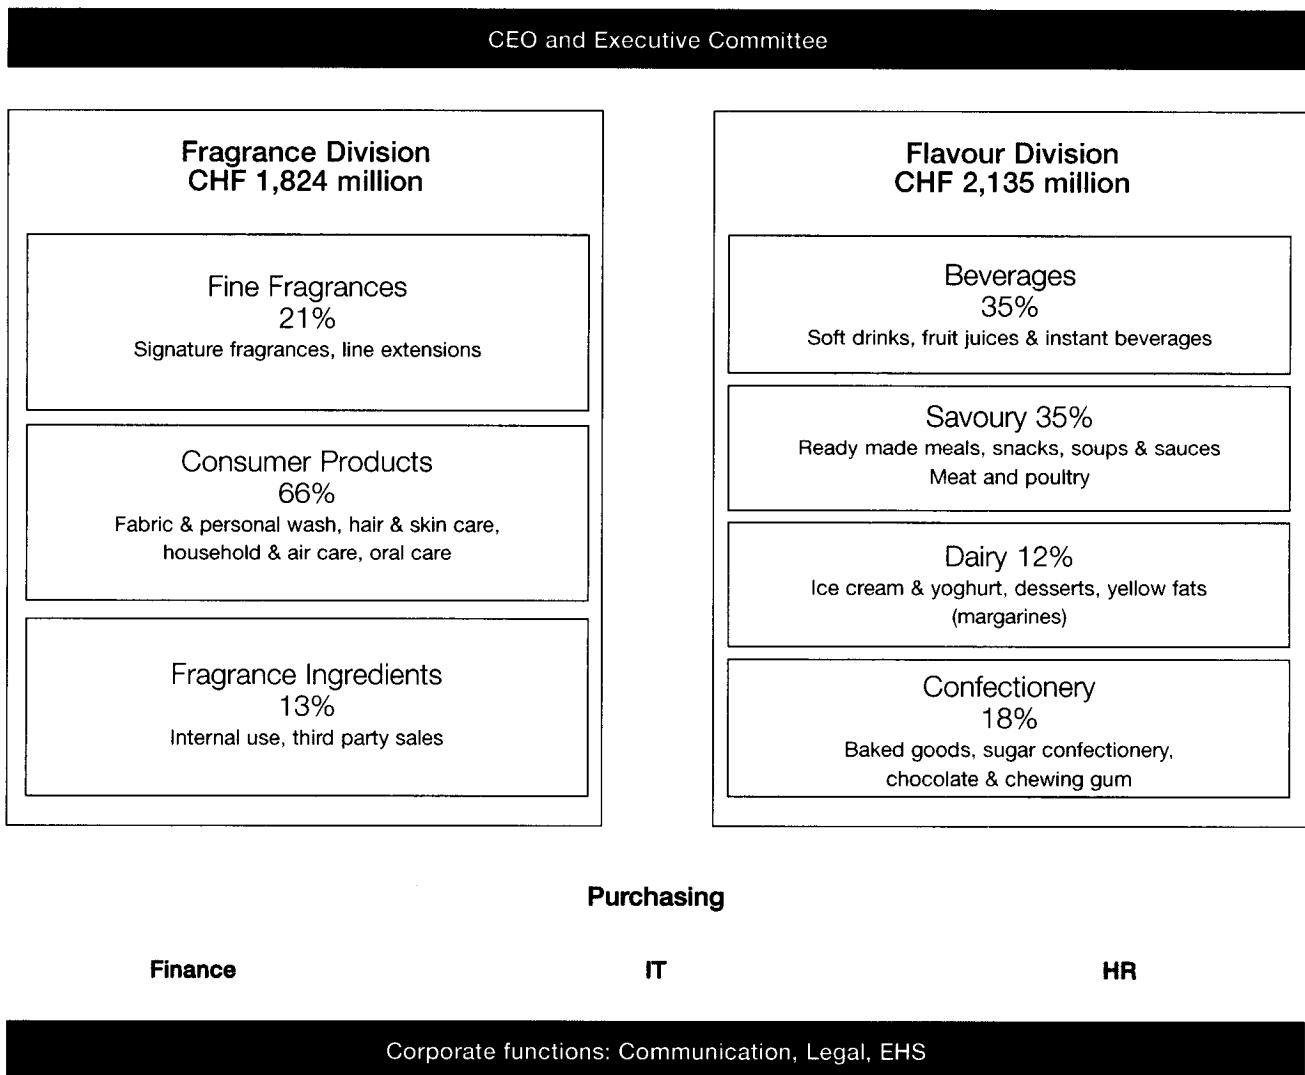 CEO and Executive Committee
Fragrance Division
CHF 1,824 million
Fine Fragrances
21%
Signature fragrances, line extensions
Consumer Products
66%
Fabric & personal wash, hair & skin care,
household & air care, oral care
Fragrance Ingredients
13%
Internal use, third party sales
Flavour Division
CHF 2,135 million
Beverages
35%
Soft drinks, fruit juices & instant beverages
Savoury 35%
Ready made meals, snacks, soups & sauces
Meat and poultry
Dairy 12%
Ice cream & yoghurt, desserts, yellow fats
(margarines)
Confectionery
18%
Baked goods, sugar confectionery,
chocolate & chewing gum
Purchasing
Finance
IT
HR
Corporate functions: Communication, Legal, EHS